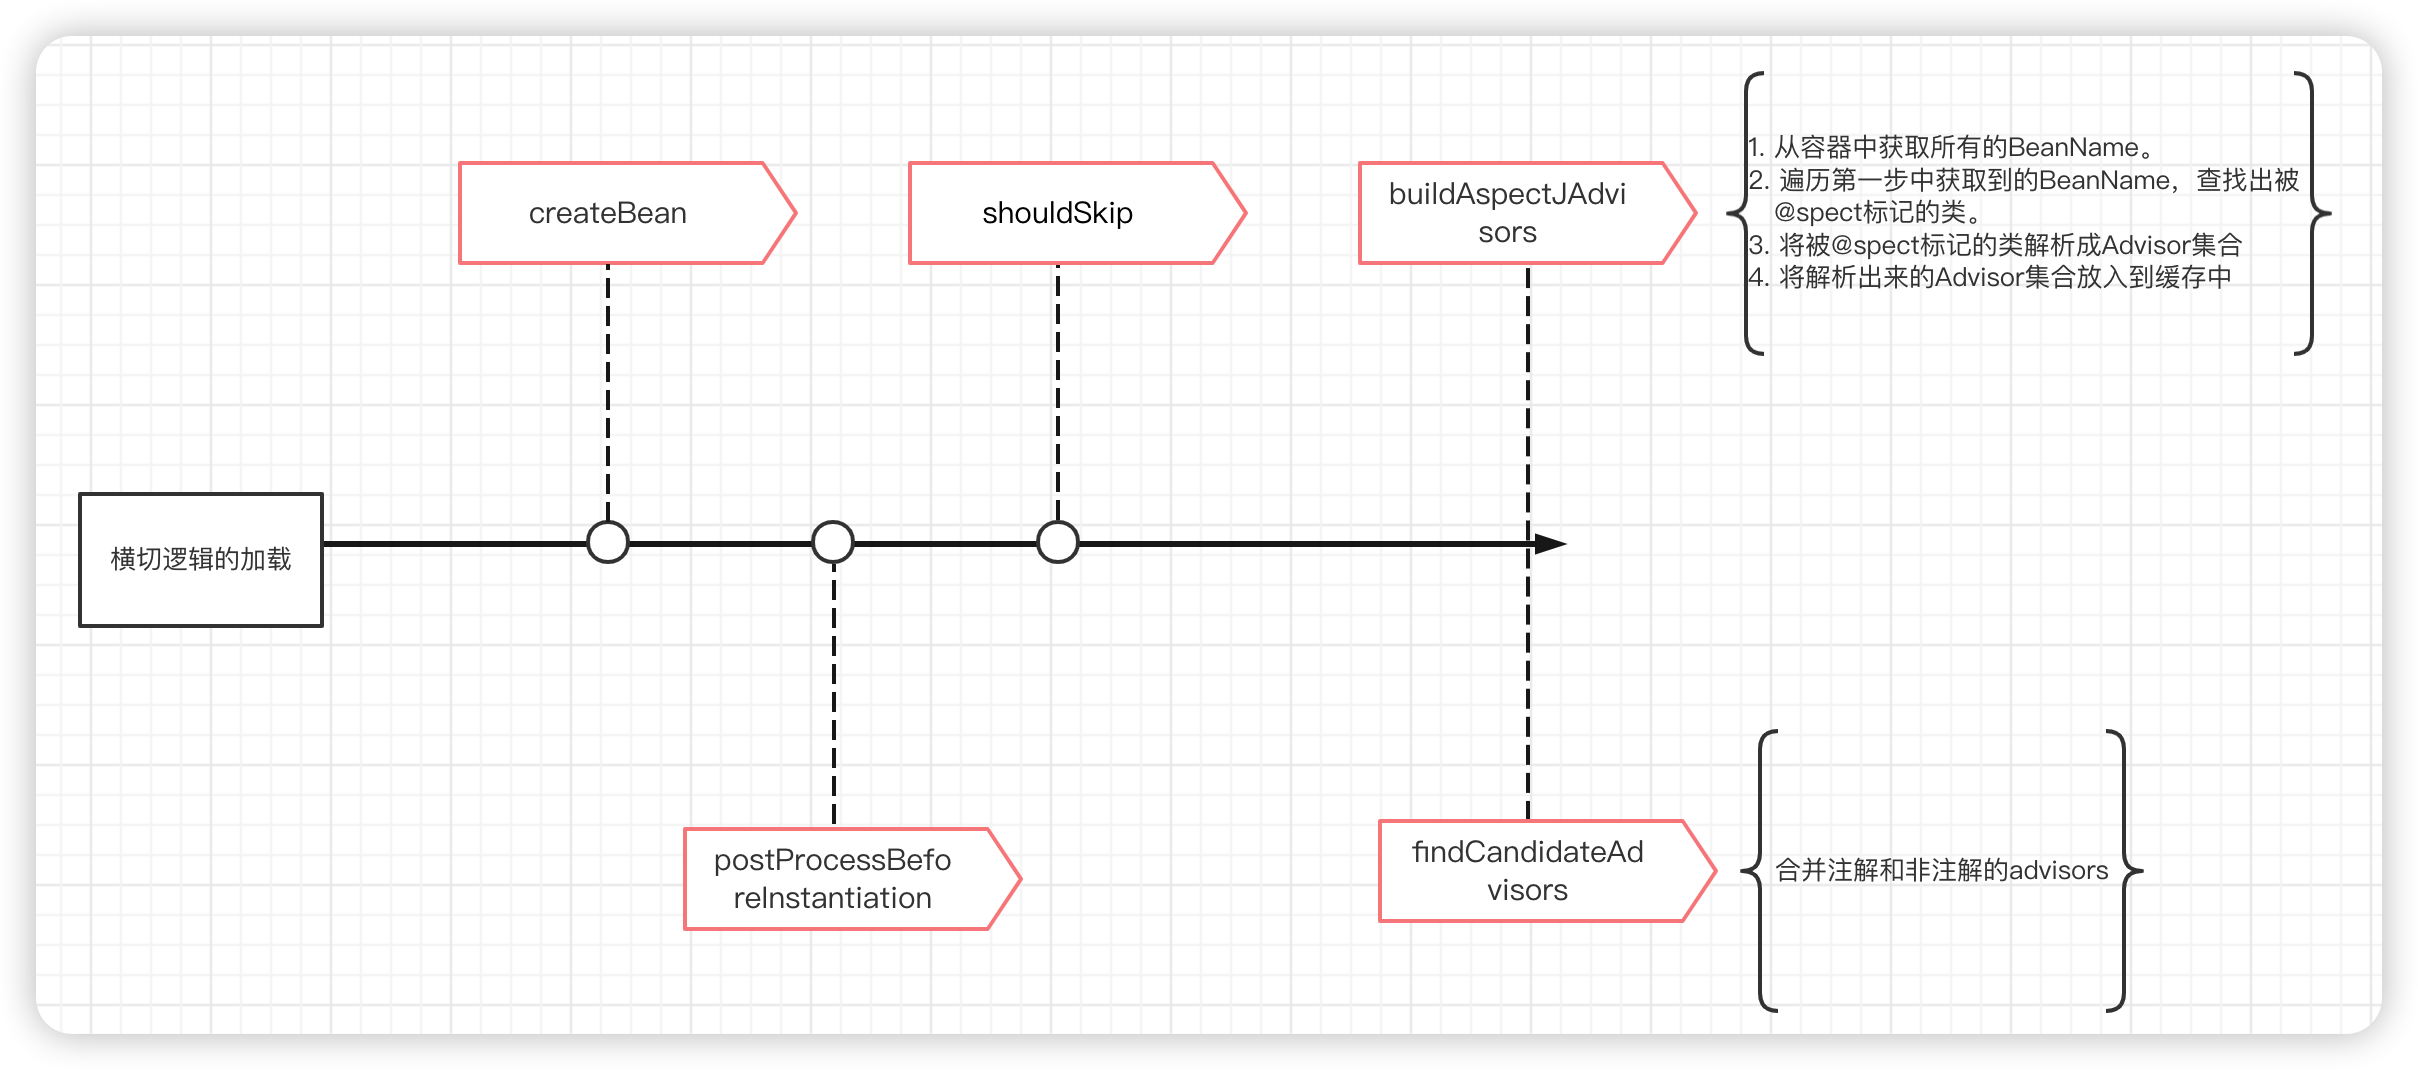 createBean
shouldSkip
buildAspectJAdvi
sors
1. 从容器中获取所有的BeanName。
2. 遍历第一步中获取到的BeanName，查找出被
@spect标记的类。
3. 将被@spect标记的类解析成Advisor集合
4. 将解析出来的Advisor集合放入到缓存中
横切逻辑的加载
postProcessBefo
reInstantiation
findCandidateAd
visors
合并注解和非注解的advisors